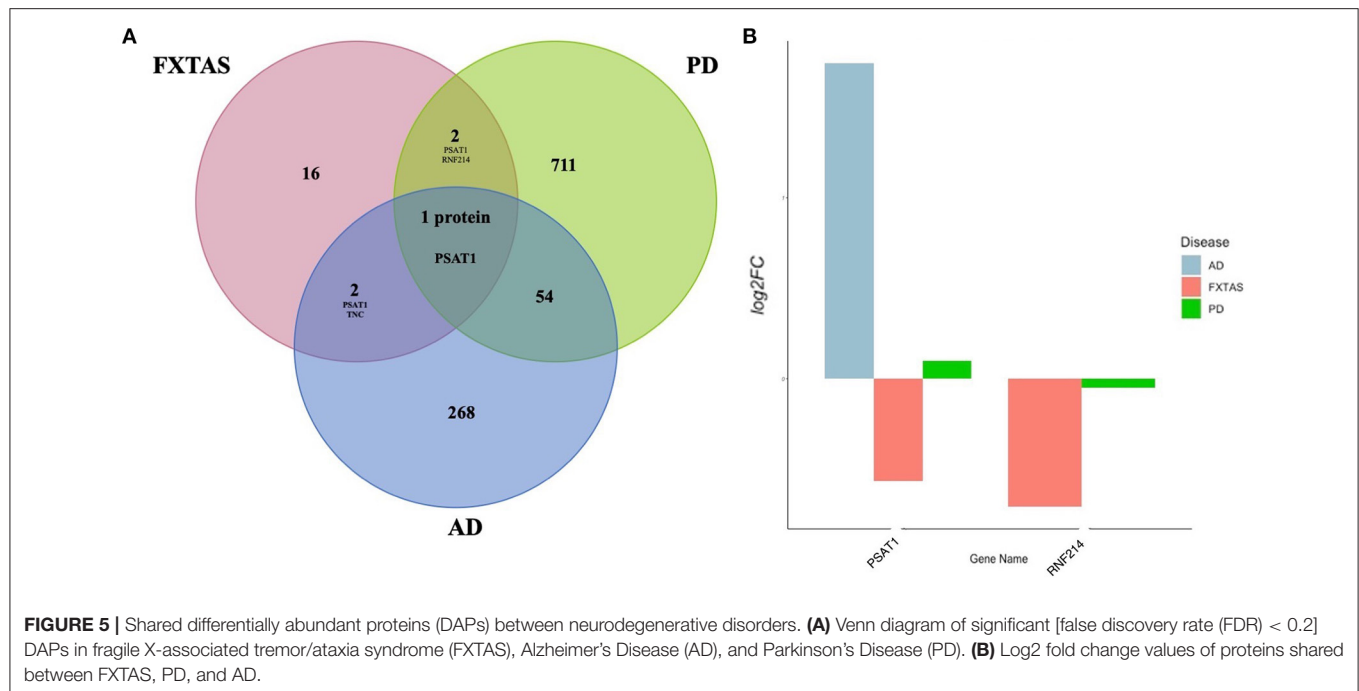 A
FXTAS
PD
2
PSAT1
RNF214
16
711
1 protein
PSAT1
2
PSAT1
TNC
54
268
AD
B
log2FC
1
0
PSAT1
Gene Name
RNF214
Disease
AD
FXTAS
PD
FIGURE 5 | Shared differentially abundant proteins (DAPs) between neurodegenerative disorders. (A) Venn diagram of significant [false discovery rate (FDR) < 0.2]
DAPs in fragile X-associated tremor/ataxia syndrome (FXTAS), Alzheimer's Disease (AD), and Parkinson's Disease (PD). (B) Log2 fold change values of proteins shared
between FXTAS, PD, and AD.